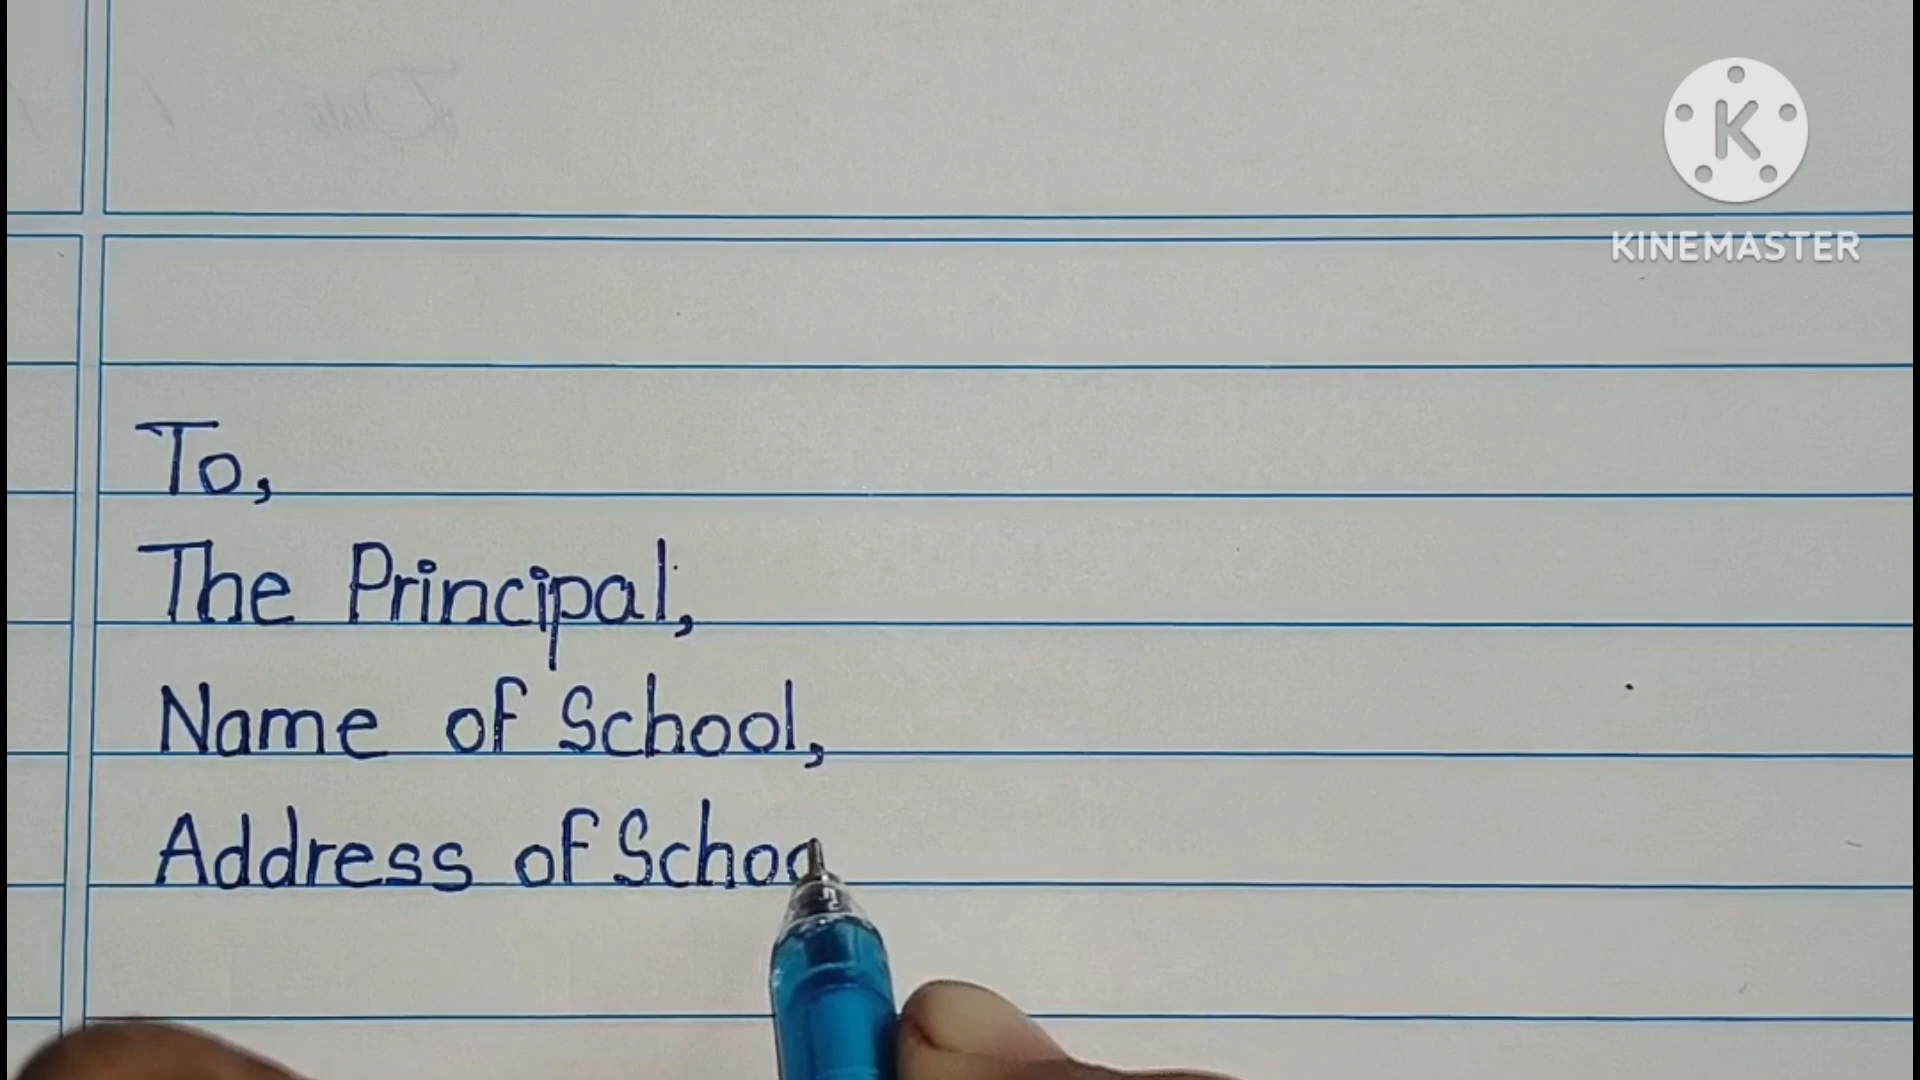 K
KINEMASTER
To,
The Principal,
Name of School,
Address of Schoo